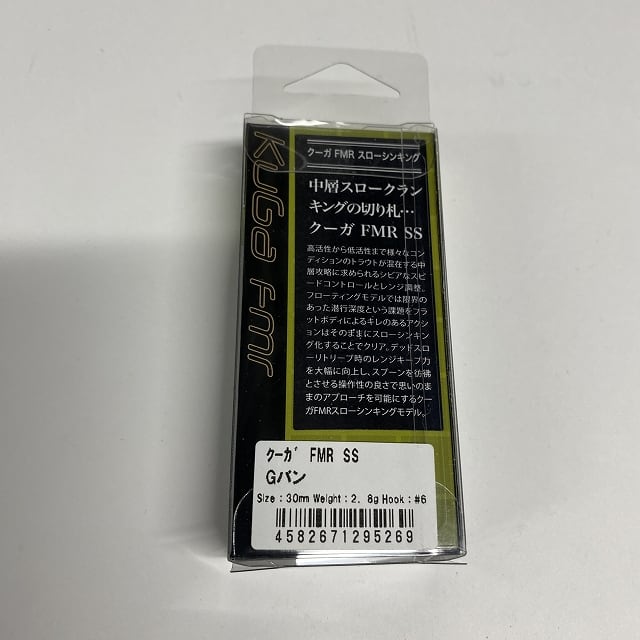 KUGa fmr
クーガ FMR スローシンキング
中層スロークラン
キングの切り札…
クーガ FMR SS
高活性から低活性まで様々なコン
ディションのトラウトが混在する中
層攻略に求められるシビアなスピ
ードコントロールとレンジ調整。
フローティングモデルでは限界の
あった潜行深度という課題をフラ
ットボディによるキレのあるアクシ
ョンはそのままにスローシンキン
グ化することでクリア。デッドスロ
ーリトリーブ時のレンジキープ力
を大幅に向上し、スプーンを彷彿
とさせる操作性の良さで思いのま
まのアプローチを可能にするクー
ガFMRスローシンキングモデル。
クーガ FMR SS
Gバン
Size : 30mm Weight : 2. 8g Hook : #6
4582671295269